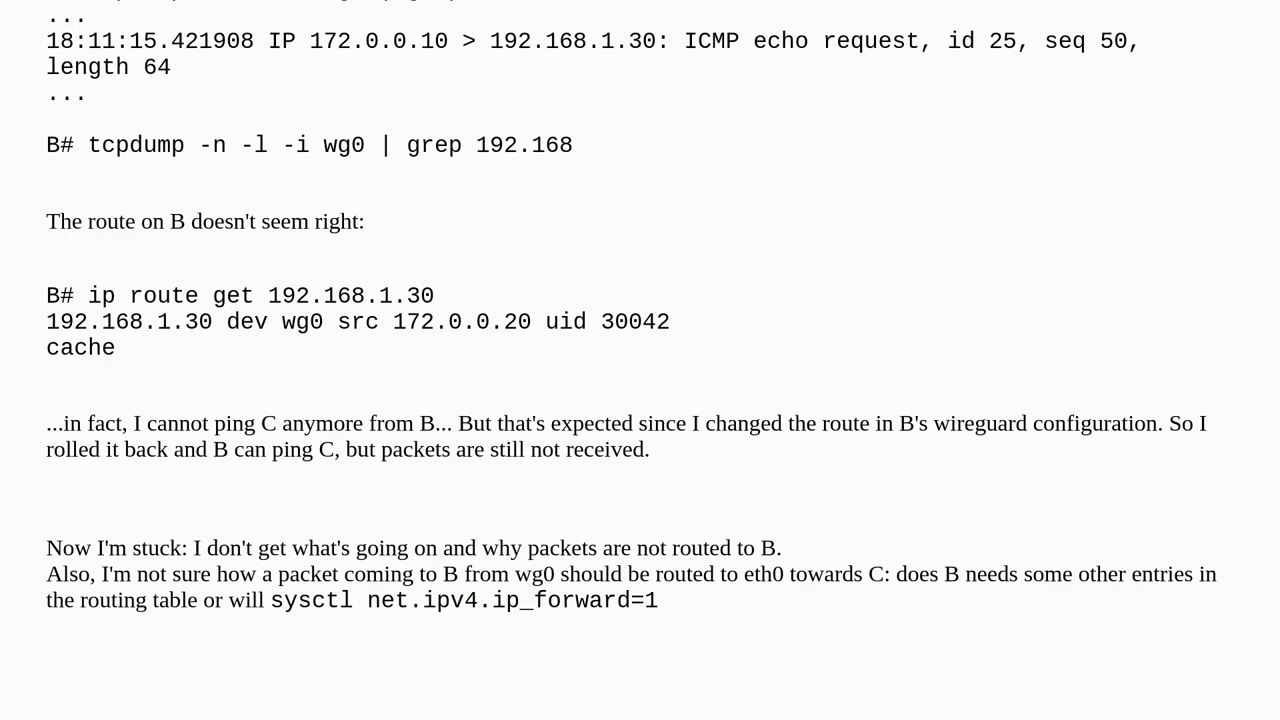 ...
18:11:15.421908 IP 172.0.0.10 > 192.168.1.30: ICMP echo request, id 25, seq 50,
length 64
...
B# tcpdump -n -l -i wg0 | grep 192.168
The route on B doesn't seem right:
B# ip route get 192.168.1.30
192.168.1.30 dev wg0 src 172.0.0.20 uid 30042
cache
...in fact, I cannot ping C anymore from B... But that's expected since I changed the route in B's wireguard configuration. So I
rolled it back and B can ping C, but packets are still not received.
Now I'm stuck: I don't get what's going on and why packets are not routed to B.
Also, I'm not sure how a packet coming to B from wg0 should be routed to eth0 towards C: does B needs some other entries in
the routing table or will sysctl net.ipv4.ip_forward=1